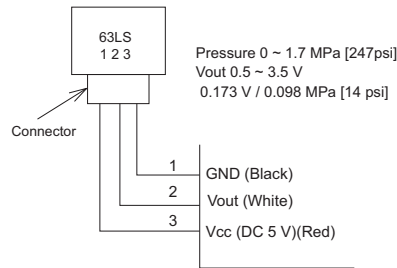 63LS
1 2 3
Pressure 0 ~ 1.7 MPa [247psi]
Vout 0.5 ~ 3.5 V
0.173 V / 0.098 MPa [14 psi]
Connector
1
GND (Black)
2
Vout (White)
3
Vcc (DC 5 V)(Red)